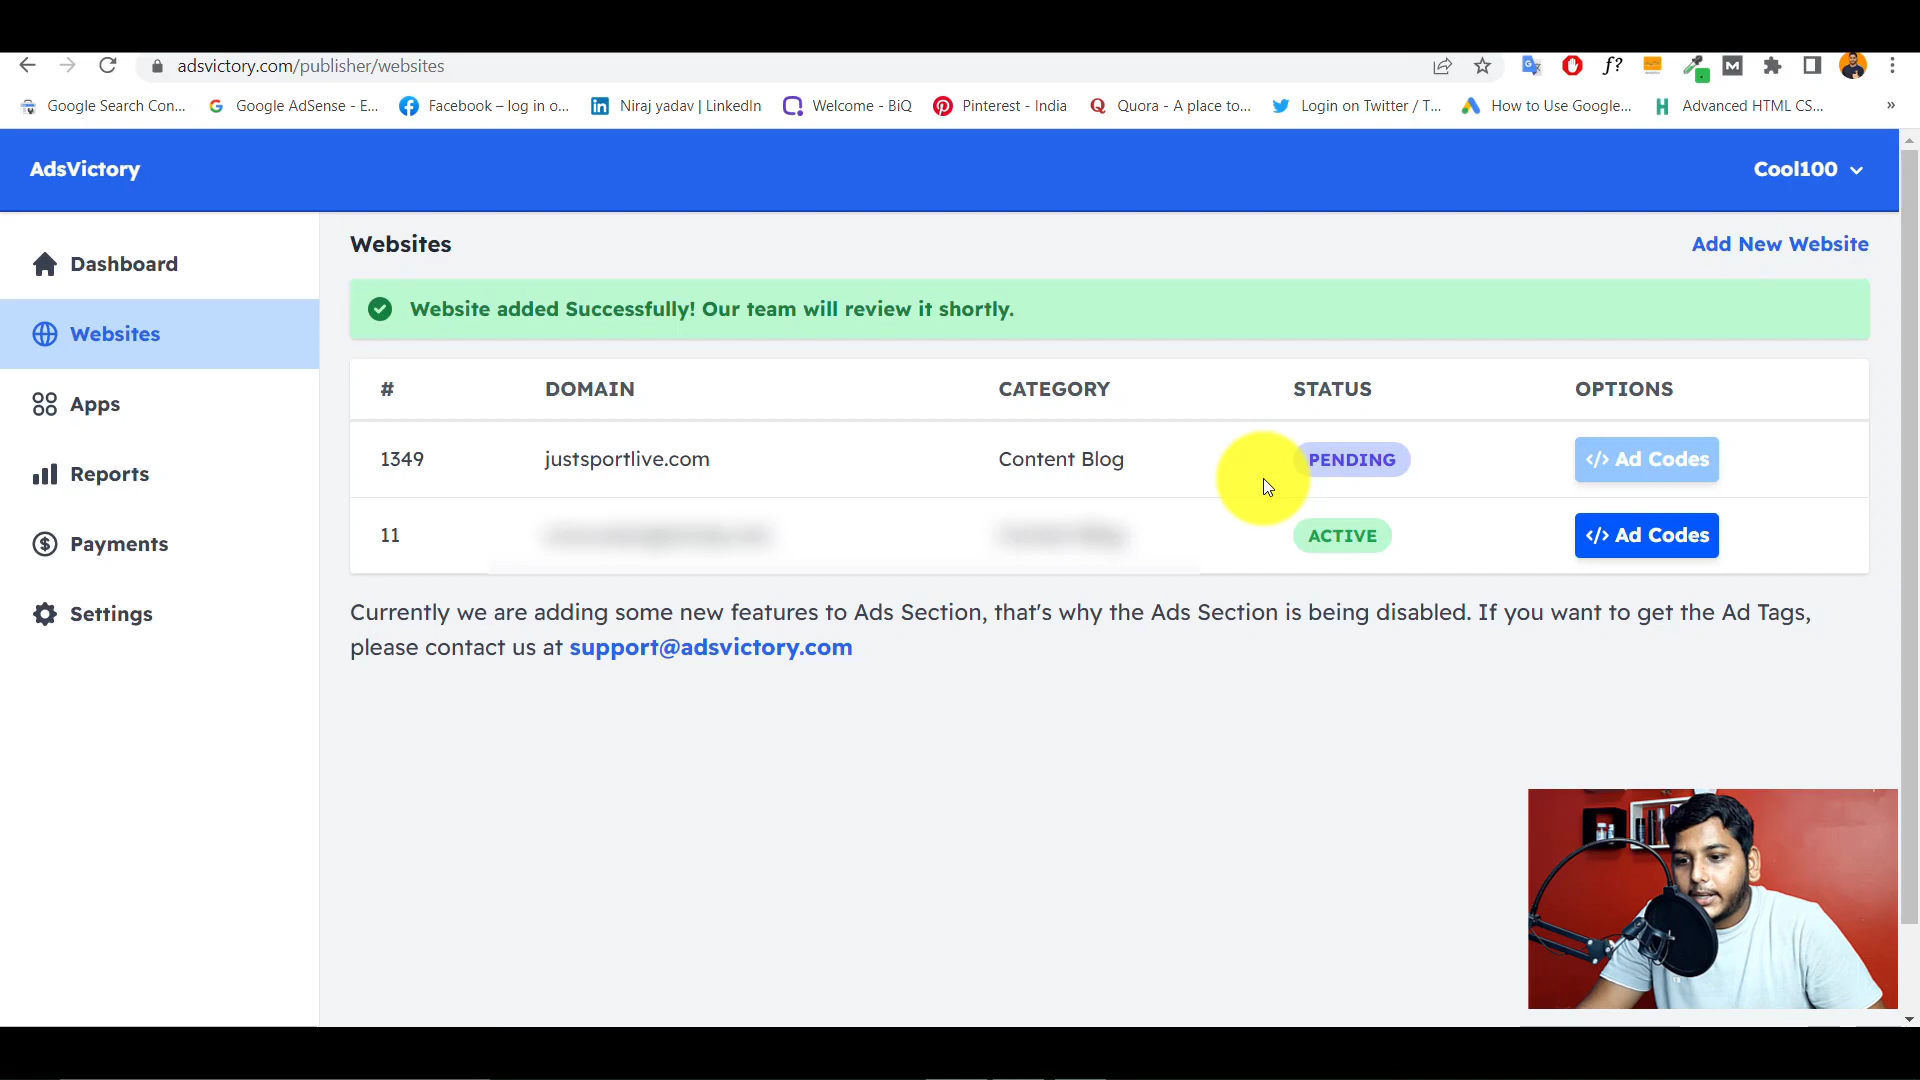 adsvictory.com/publisher/websites
Google Search Con... Google AdSense - E... Facebook – log in o... Niraj yadav | LinkedIn Welcome - BiQ Pinterest - India Quora - A place to... Login on Twitter / T... How to Use Google... Advanced HTML CS... »
AdsVictory Cool100
Dashboard
Websites
Apps
Reports
Payments
Settings
Websites Add New Website
Website added Successfully! Our team will review it shortly.
# DOMAIN CATEGORY STATUS OPTIONS
1349 justsportlive.com Content Blog PENDING </> Ad Codes
11 ACTIVE </> Ad Codes
Currently we are adding some new features to Ads Section, that's why the Ads Section is being disabled. If you want to get the Ad Tags,
please contact us at support@adsvictory.com